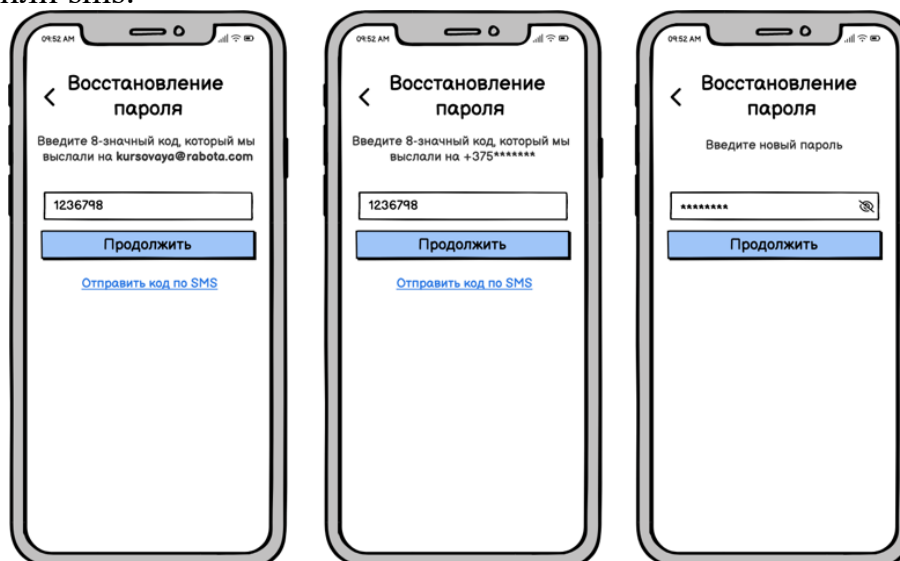 или sms.
09:52 AM
Восстановление
пароля
Введите 8-значный код, который мы
выслали на kursovaya@rabota.com
1236798
Продолжить
Отправить код по SMS
09:52 AM
Восстановление
пароля
Введите 8-значный код, который мы
выслали на +375*******
1236798
Продолжить
Отправить код по SMS
09:52 AM
Восстановление
пароля
Введите новый пароль
********
Продолжить